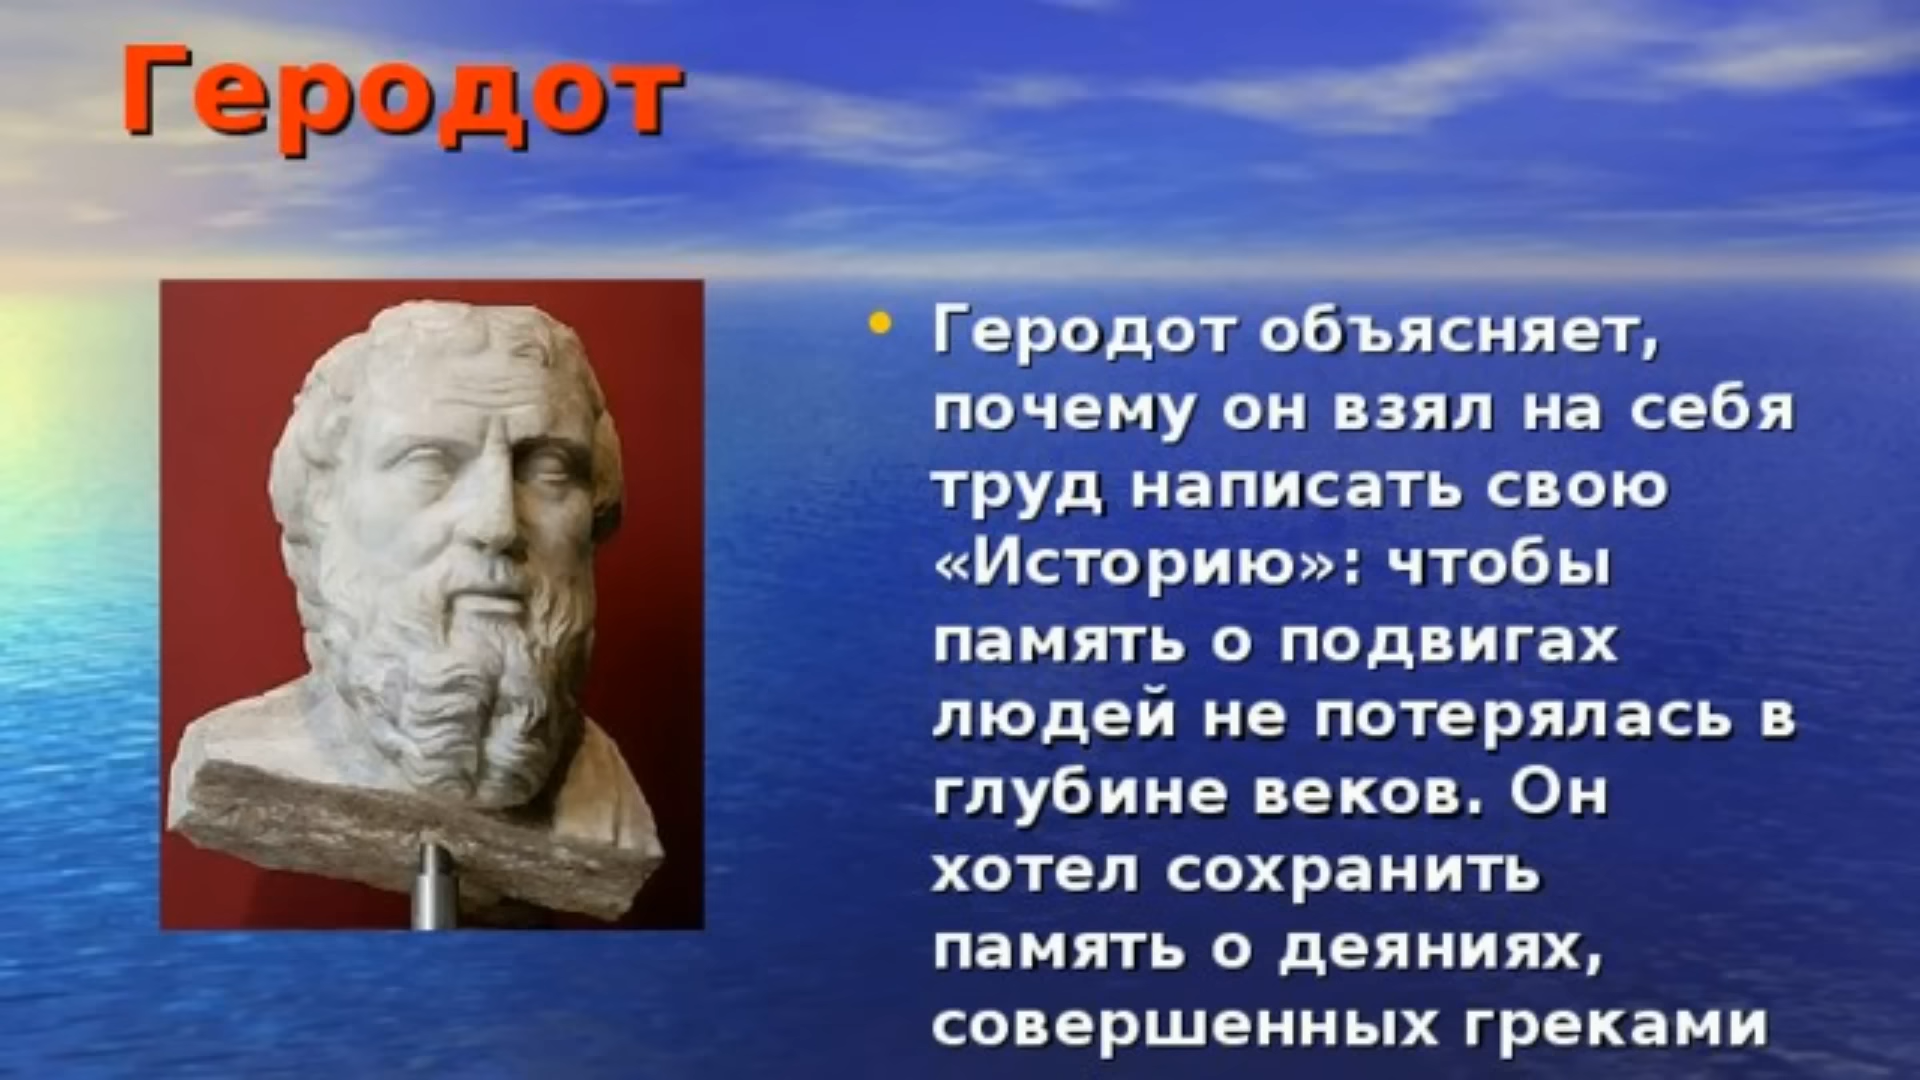 Геродот
Геродот объясняет,
почему он взял на себя
труд написать свою
«Историю»: чтобы
память о подвигах
людей не потерялась в
глубине веков. Он
хотел сохранить
память о деяниях,
совершенных греками